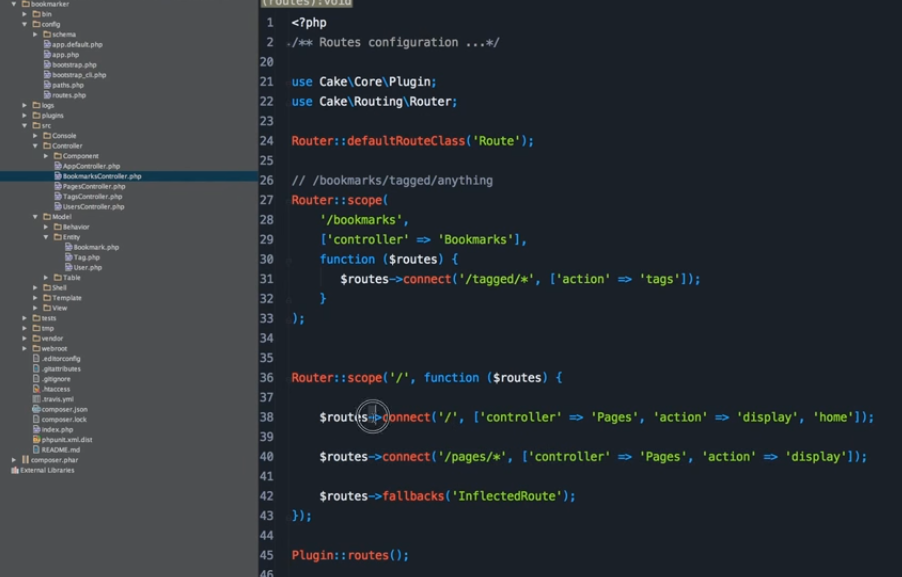 bookmarker
bin
config
schema
app.default.php
app.php
bootstrap.php
bootstrap_cli.php
paths.php
routes.php
logs
plugins
src
Console
Controller
Component
AppController.php
BookmarksController.php
PagesController.php
TagsController.php
UsersController.php
Model
Behavior
Entity
Bookmark.php
Tag.php
User.php
Table
Shell
Template
View
tests
tmp
vendor
webroot
.editorconfig
.gitattributes
.gitignore
.htaccess
.travis.yml
composer.json
composer.lock
index.php
phpunit.xml.dist
README.md
composer.phar
External Libraries
(routes):void
1 <?php
2 /** Routes configuration ...*/
20
21 use Cake\Core\Plugin;
22 use Cake\Routing\Router;
23
24 Router::defaultRouteClass('Route');
25
26 // /bookmarks/tagged/anything
27 Router::scope(
28 '/bookmarks',
29 ['controller' => 'Bookmarks'],
30 function ($routes) {
31 $routes->connect('/tagged/*', ['action' => 'tags']);
32 }
33 );
34
35
36 Router::scope('/', function ($routes) {
37
38 $routes->connect('/', ['controller' => 'Pages', 'action' => 'display', 'home']);
39
40 $routes->connect('/pages/*', ['controller' => 'Pages', 'action' => 'display']);
41
42 $routes->fallbacks('InflectedRoute');
43 });
44
45 Plugin::routes();
46